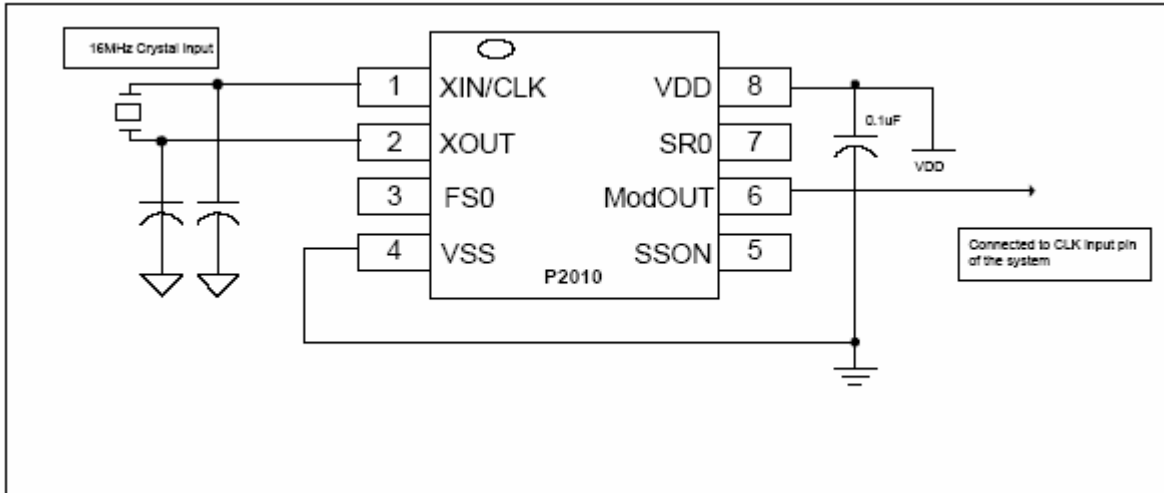 16MHz Crystal Input
1 XIN/CLK VDD 8
2 XOUT SR0 7
3 FS0 ModOUT 6
4 VSS SSON 5
P2010
0.1uF
VDD
Connected to CLK input pin
of the system